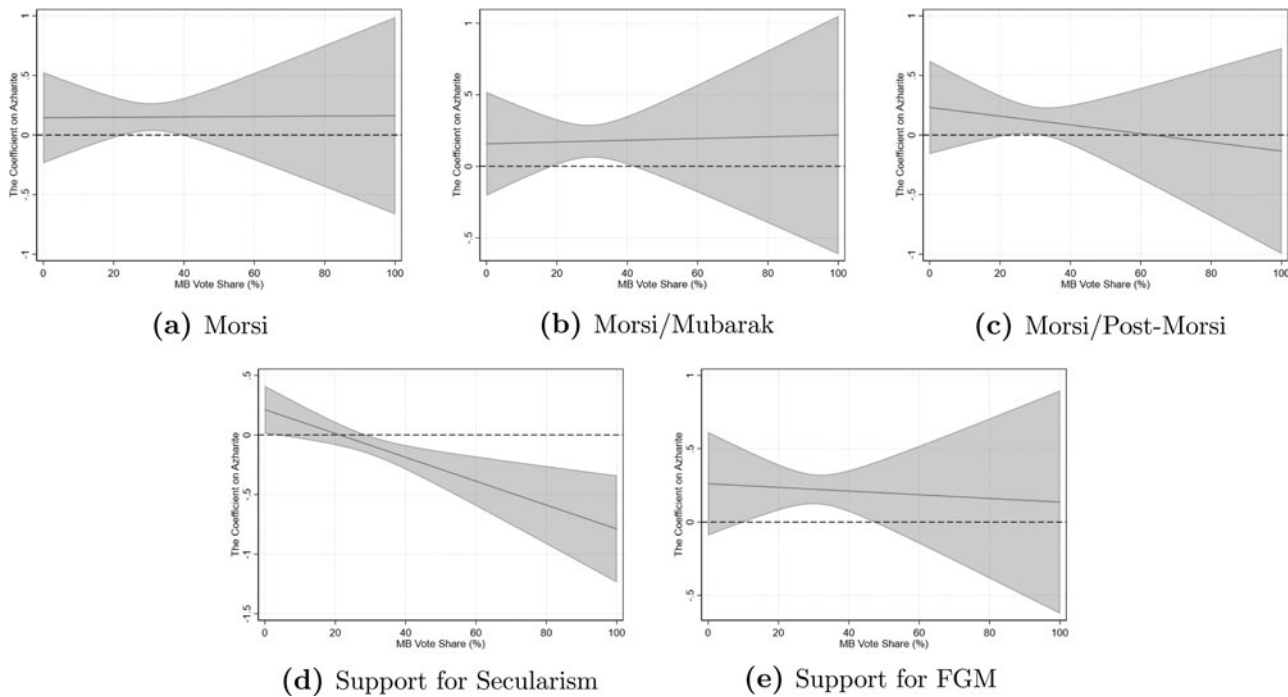 The Coefficient on Azharite
1
.5
0
-.5
-1
0 20 40 60 80 100
MB Vote Share (%)
(a) Morsi
The Coefficient on Azharite
1
.5
0
-.5
0 20 40 60 80 100
MB Vote Share (%)
(b) Morsi/Mubarak
The Coefficient on Azharite
1
.5
0
-.5
-1
0 20 40 60 80 100
MB Vote Share (%)
(c) Morsi/Post-Morsi
The Coefficient on Azharite
.5
0
-.5
-1
-1.5
0 20 40 60 80 100
MB Vote Share (%)
(d) Support for Secularism
The Coefficient on Azharite
1
.5
0
-.5
0 20 40 60 80 100
MB Vote Share (%)
(e) Support for FGM